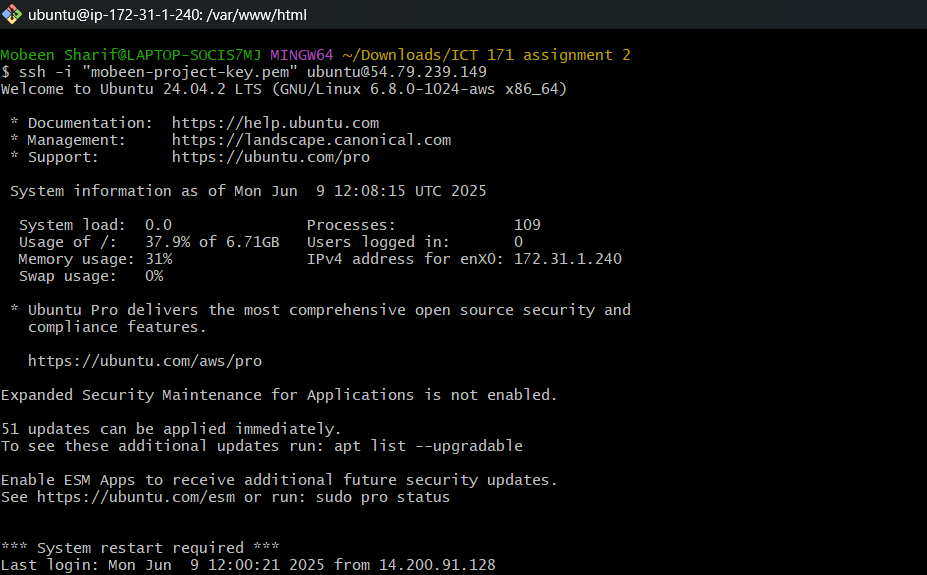 ubuntu@ip-172-31-1-240: /var/www/html
Mobeen Sharif@LAPTOP-SOCIS7MJ MINGW64 ~/Downloads/ICT 171 assignment 2
$ ssh -i "mobeen-project-key.pem" ubuntu@54.79.239.149
Welcome to Ubuntu 24.04.2 LTS (GNU/Linux 6.8.0-1024-aws x86_64)
* Documentation:  https://help.ubuntu.com
* Management:     https://landscape.canonical.com
* Support:        https://ubuntu.com/pro
System information as of Mon Jun  9 12:08:15 UTC 2025
System load:  0.0               Processes:             109
Usage of /:   37.9% of 6.71GB   Users logged in:       0
Memory usage: 31%               IPv4 address for enX0: 172.31.1.240
Swap usage:   0%
* Ubuntu Pro delivers the most comprehensive open source security and
compliance features.
https://ubuntu.com/aws/pro
Expanded Security Maintenance for Applications is not enabled.
51 updates can be applied immediately.
To see these additional updates run: apt list --upgradable
Enable ESM Apps to receive additional future security updates.
See https://ubuntu.com/esm or run: sudo pro status
*** System restart required ***
Last login: Mon Jun  9 12:00:21 2025 from 14.200.91.128